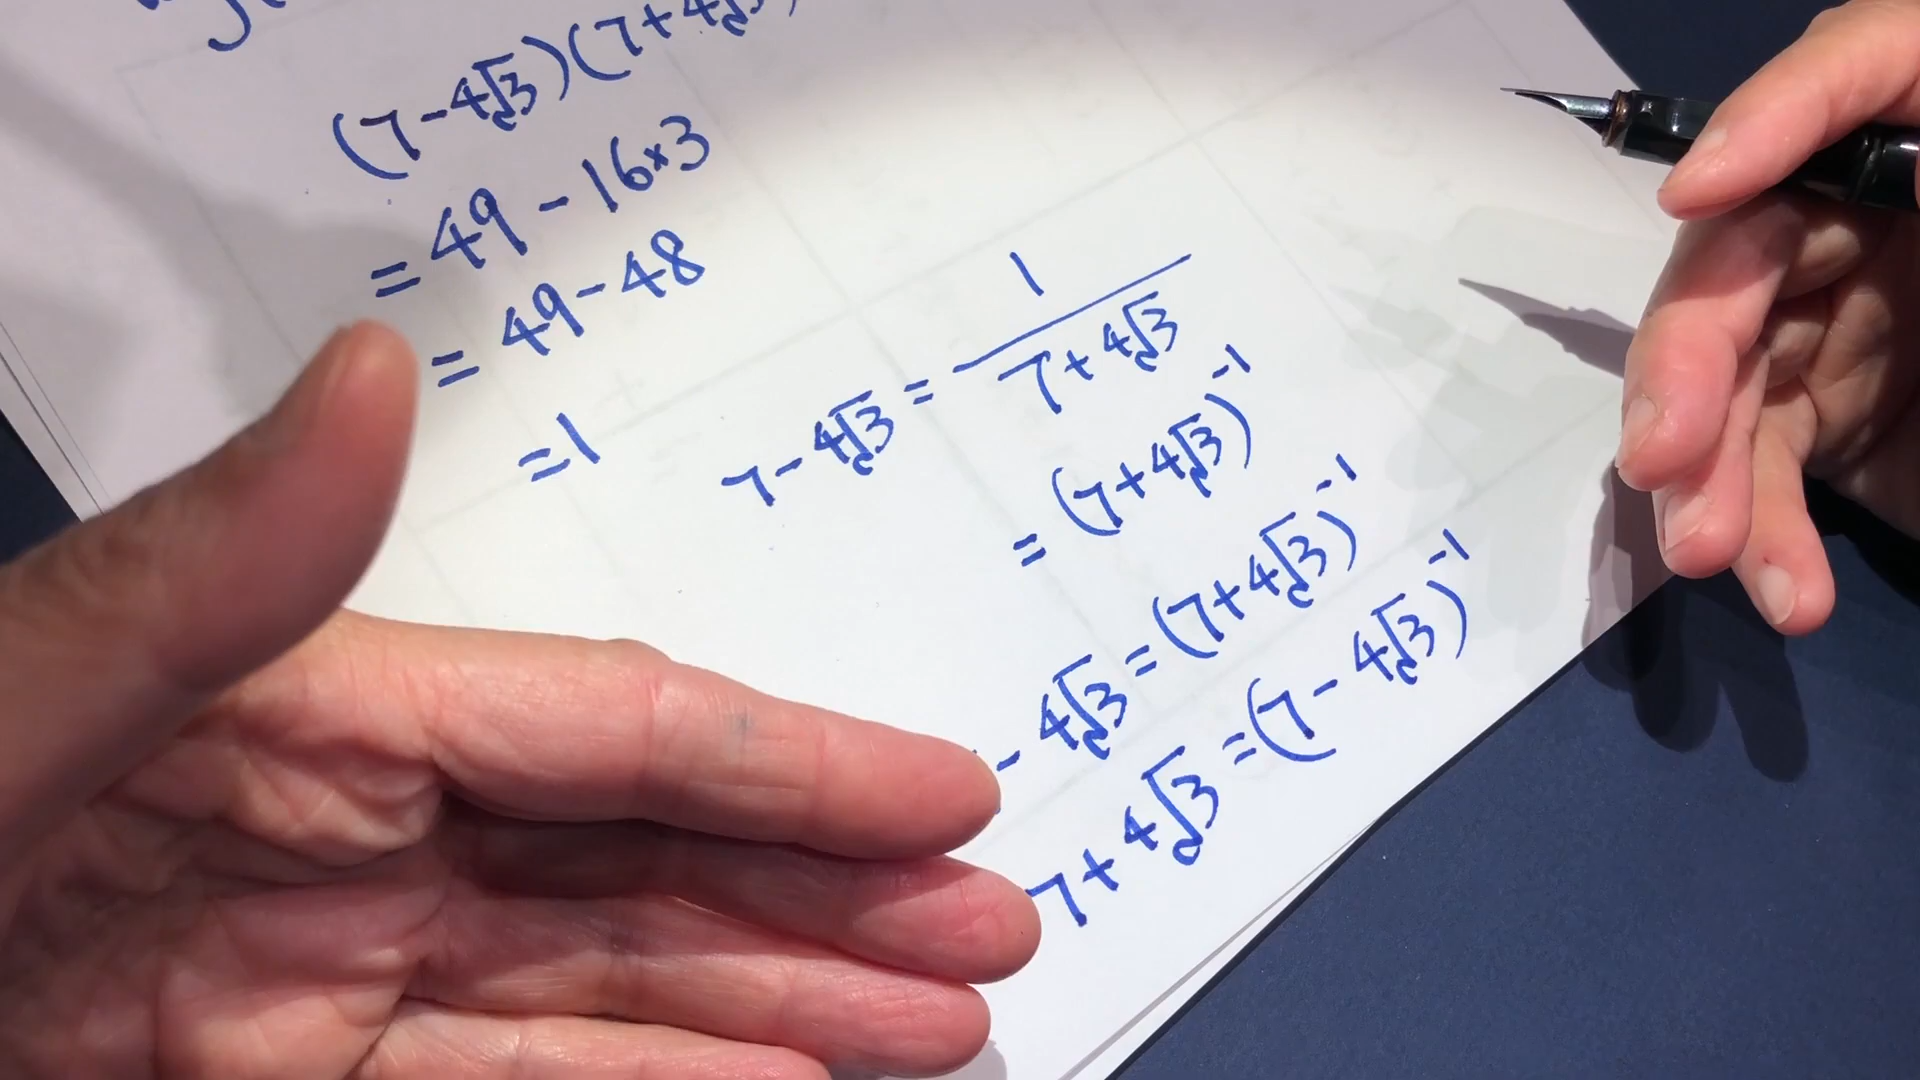 (7-4√3)(7+4√3)
= 49 - 16×3
= 49-48
=1
7-4√3 = 1/(7+4√3)
= (7+4√3)⁻¹
- 4√3 = (7+4√3)⁻¹
7+4√3 = (7-4√3)⁻¹